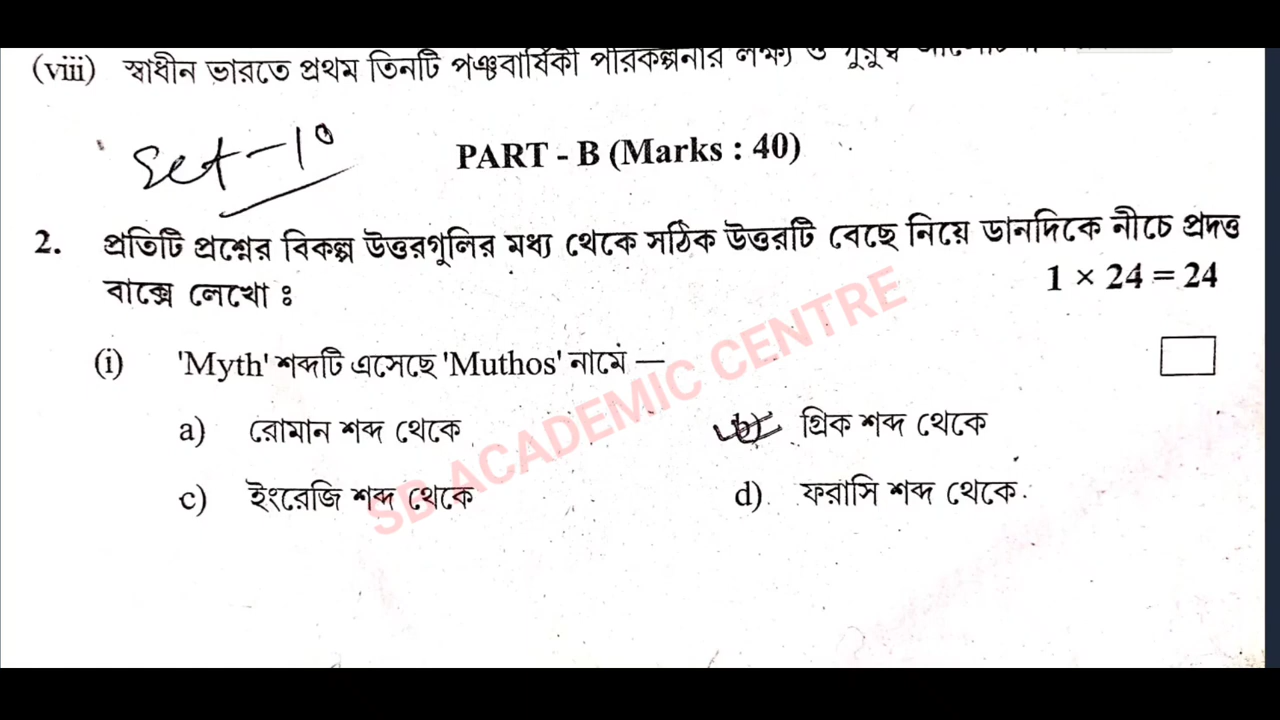 (viii) স্বাধীন ভারতে প্রথম তিনটি পঞ্চবার্ষিকী পরিকল্পনার লক্ষ্য ও গুরুত্ব
Set-10
PART - B (Marks : 40)
2. প্রতিটি প্রশ্নের বিকল্প উত্তরগুলির মধ্য থেকে সঠিক উত্তরটি বেছে নিয়ে ডানদিকে নীচে প্রদত্ত
বাক্সে লেখো ঃ 1 × 24 = 24
(i) 'Myth' শব্দটি এসেছে 'Muthos' নামে —
a) রোমান শব্দ থেকে b) গ্রিক শব্দ থেকে
c) ইংরেজি শব্দ থেকে d) ফরাসি শব্দ থেকে.
SB ACADEMIC CENTRE